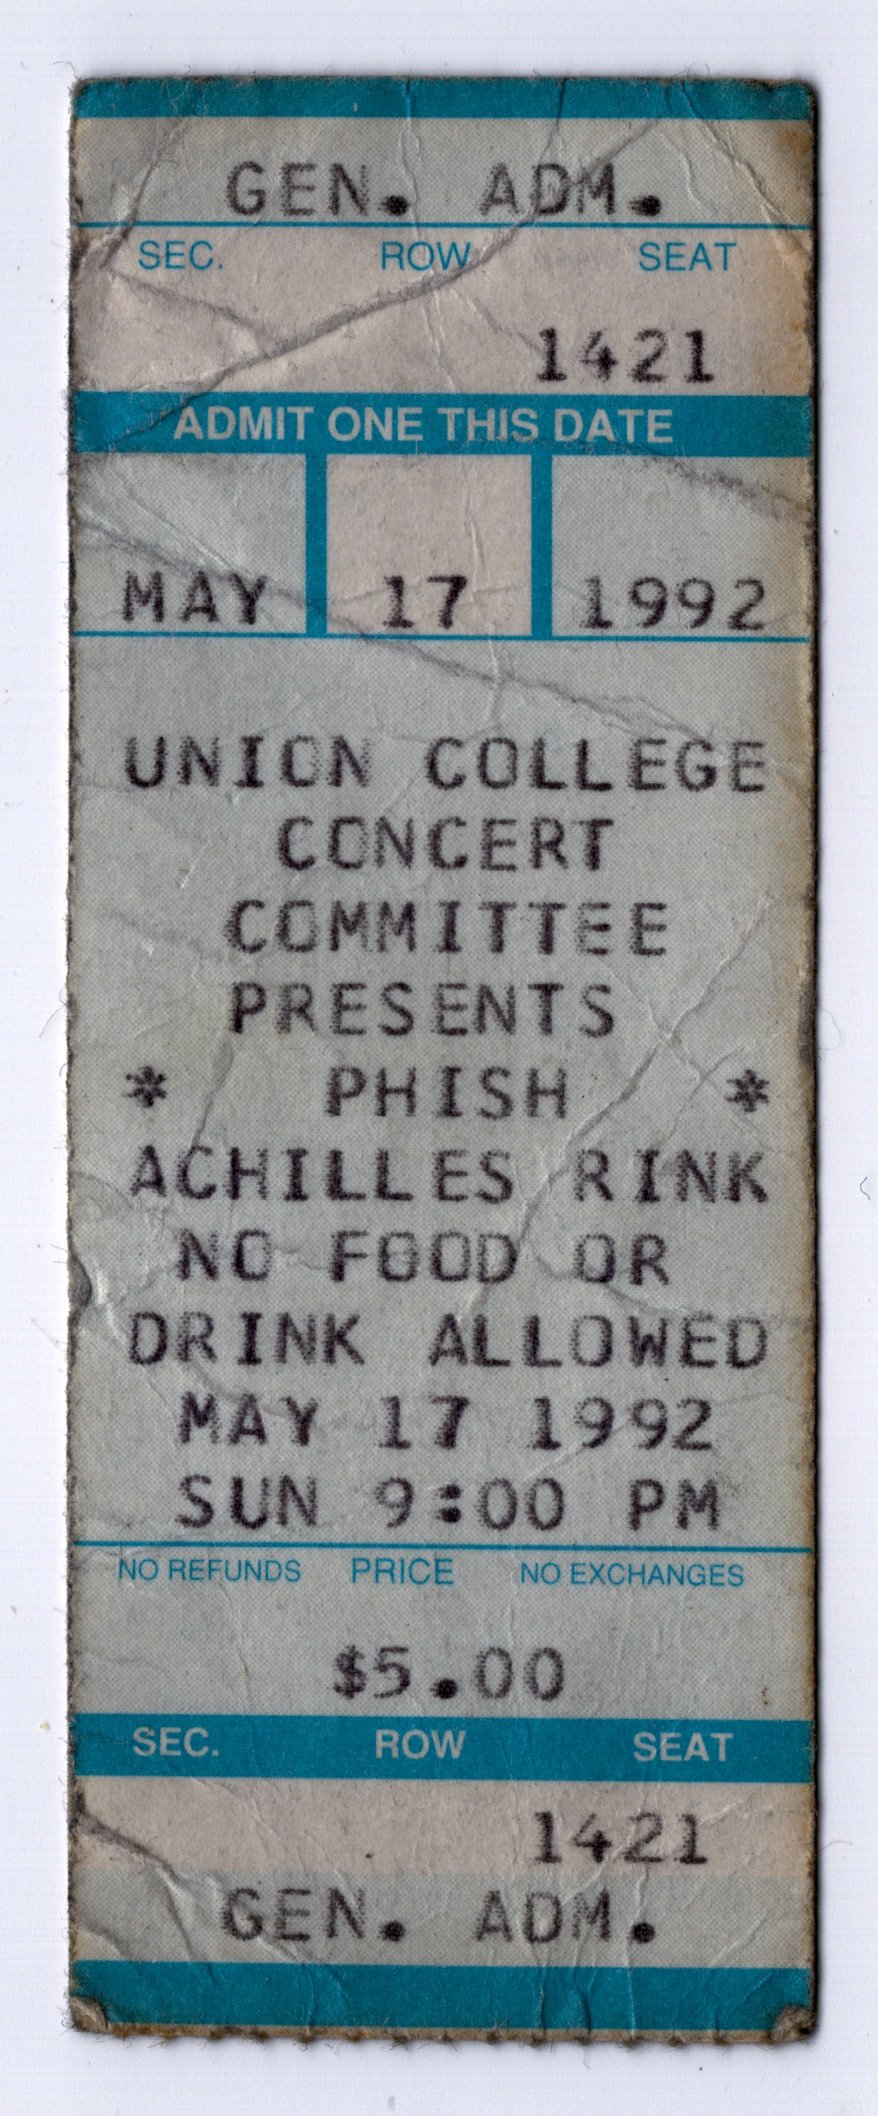 GEN. ADM.
SEC. ROW SEAT
1421
ADMIT ONE THIS DATE
MAY 17 1992
UNION COLLEGE
CONCERT
COMMITTEE
PRESENTS
* PHISH *
ACHILLES RINK
NO FOOD OR
DRINK ALLOWED
MAY 17 1992
SUN 9:00 PM
NO REFUNDS PRICE NO EXCHANGES
$5.00
SEC. ROW SEAT
1421
GEN. ADM.